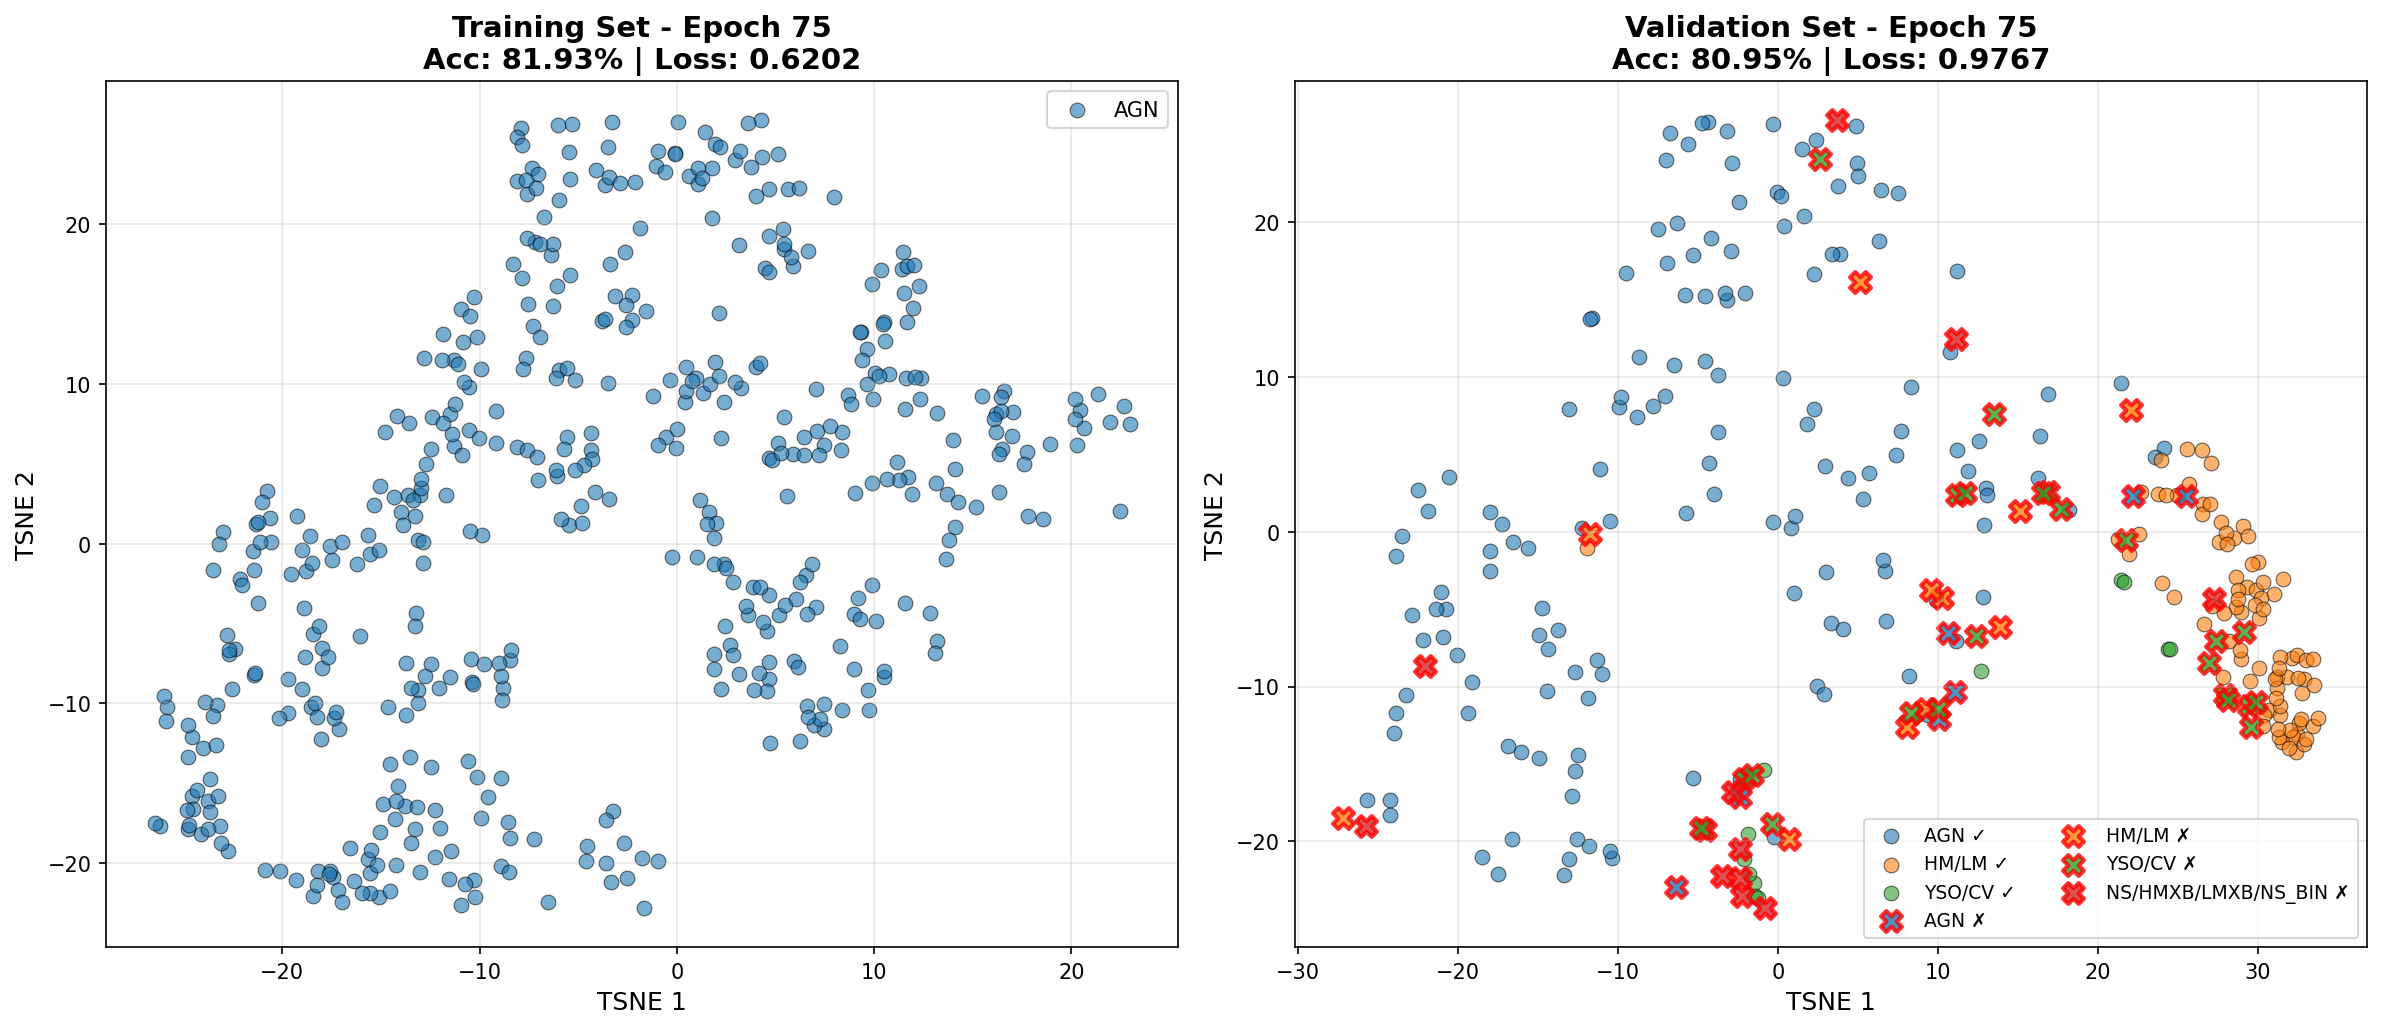 Training Set - Epoch 75
Acc: 81.93% | Loss: 0.6202
AGN
20
10
0
−10
−20
TSNE 2
−20
−10
0
10
20
TSNE 1
Validation Set - Epoch 75
Acc: 80.95% | Loss: 0.9767
20
10
0
−10
−20
TSNE 2
AGN ✓
HM/LM ✓
YSO/CV ✓
AGN ✗
HM/LM ✗
YSO/CV ✗
NS/HMXB/LMXB/NS_BIN ✗
−30
−20
−10
0
10
20
30
TSNE 1